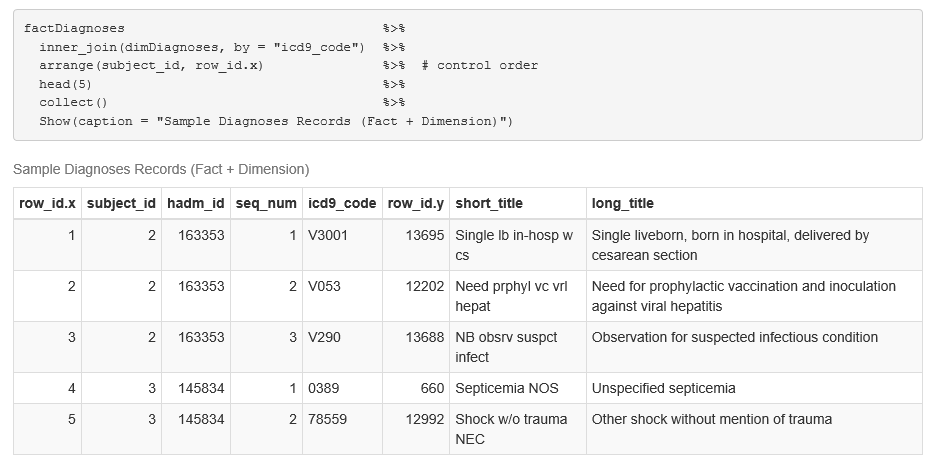 factDiagnoses %>%
inner_join(dimDiagnoses, by = "icd9_code") %>%
arrange(subject_id, row_id.x) %>% # control order
head(5) %>%
collect() %>%
Show(caption = "Sample Diagnoses Records (Fact + Dimension)")
Sample Diagnoses Records (Fact + Dimension)
row_id.x subject_id hadm_id seq_num icd9_code row_id.y short_title long_title
1 2 163353 1 V3001 13695 Single lb in-hosp w Single liveborn, born in hospital, delivered by
cs cesarean section
2 2 163353 2 V053 12202 Need prphyl vc vrl Need for prophylactic vaccination and inoculation
hepat against viral hepatitis
3 2 163353 3 V290 13688 NB obsrv suspct Observation for suspected infectious condition
infect
4 3 145834 1 0389 660 Septicemia NOS Unspecified septicemia
5 3 145834 2 78559 12992 Shock w/o trauma Other shock without mention of trauma
NEC